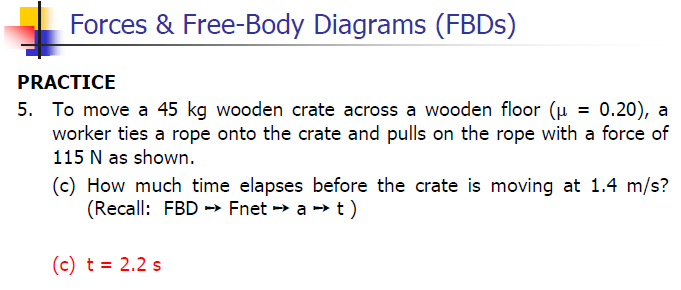 Forces & Free-Body Diagrams (FBDs)
PRACTICE
5. To move a 45 kg wooden crate across a wooden floor (μ = 0.20), a
worker ties a rope onto the crate and pulls on the rope with a force of
115 N as shown.
(c) How much time elapses before the crate is moving at 1.4 m/s?
(Recall: FBD → Fnet → a → t )
(c) t = 2.2 s